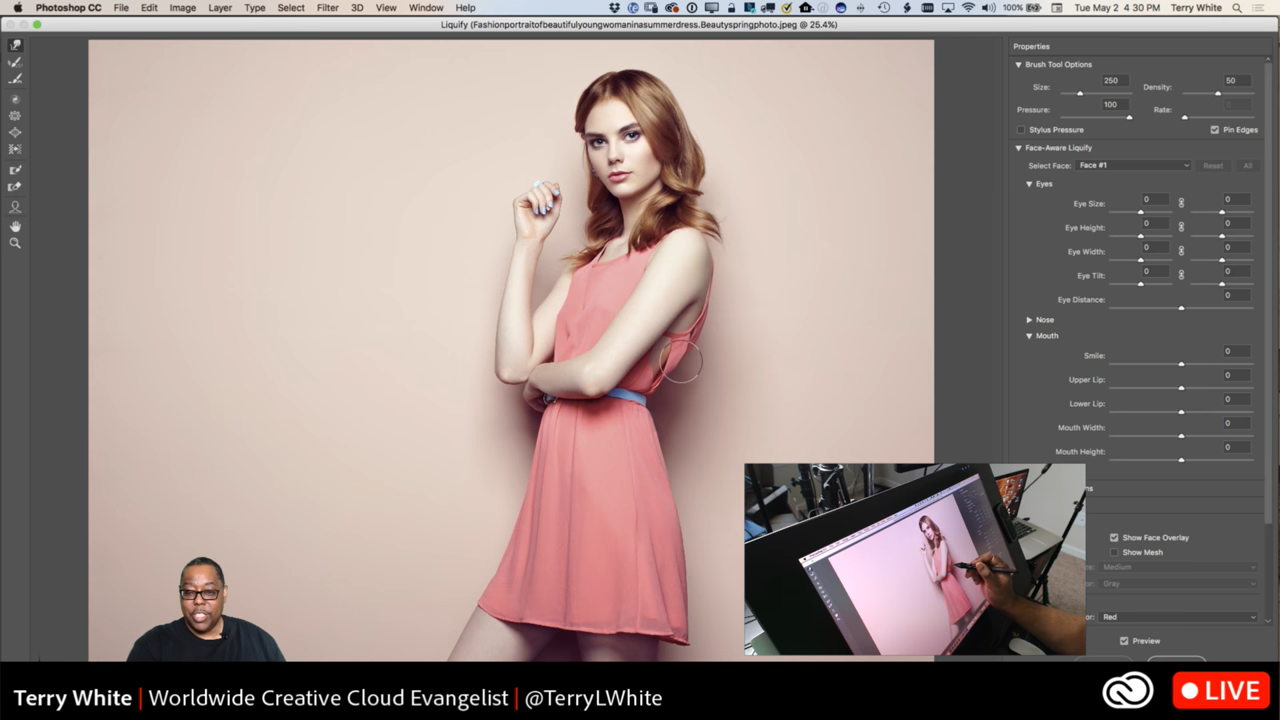 Photoshop CC File Edit Image Layer Type Select Filter 3D View Window Help 100% Tue May 2 4:30 PM Terry White
Liquify (Fashionportraitofbeautifulyoungwomaninasummerdress.Beautyspringphoto.jpeg @ 25.4%)
Properties
Brush Tool Options
Size: 250 Density: 50
Pressure: 100 Rate:
Stylus Pressure Pin Edges
Face-Aware Liquify
Select Face: Face #1 Reset All
Eyes
Eye Size: 0 0
Eye Height: 0 0
Eye Width: 0 0
Eye Tilt: 0 0
Eye Distance: 0
Nose
Mouth
Smile: 0
Upper Lip: 0
Lower Lip: 0
Mouth Width: 0
Mouth Height: 0
Show Face Overlay
Show Mesh
Medium
Gray
Red
Preview
Terry White | Worldwide Creative Cloud Evangelist | @TerryLWhite
LIVE